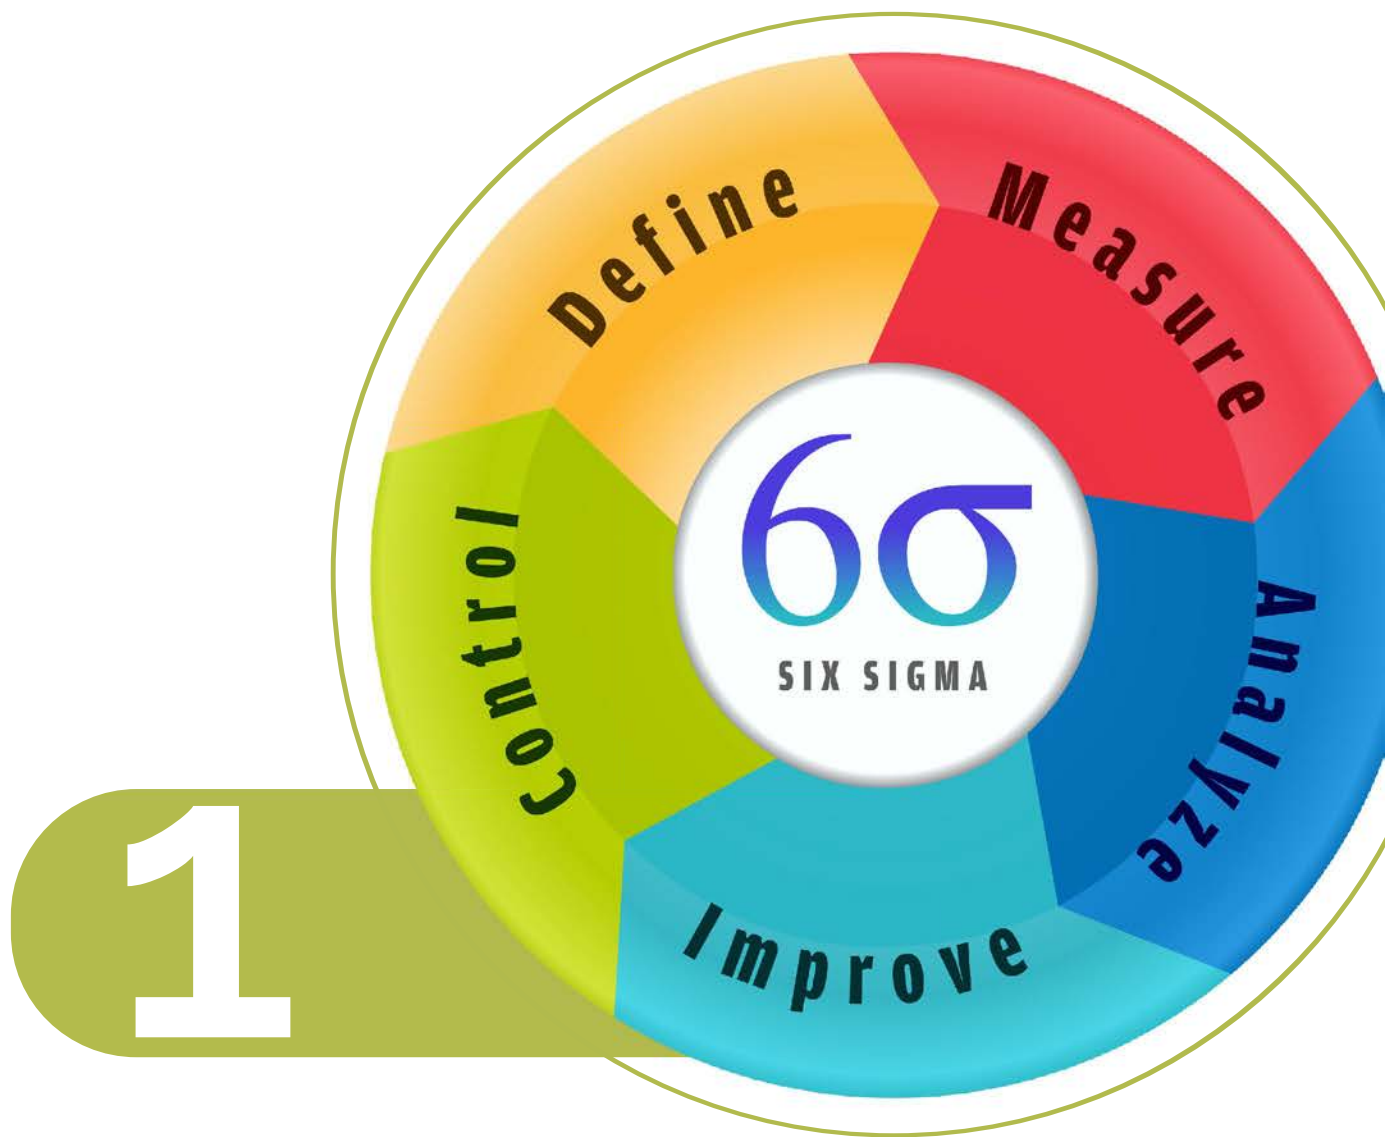 Define
Measure
Analyze
Improve
Control
6σ
SIX SIGMA
1